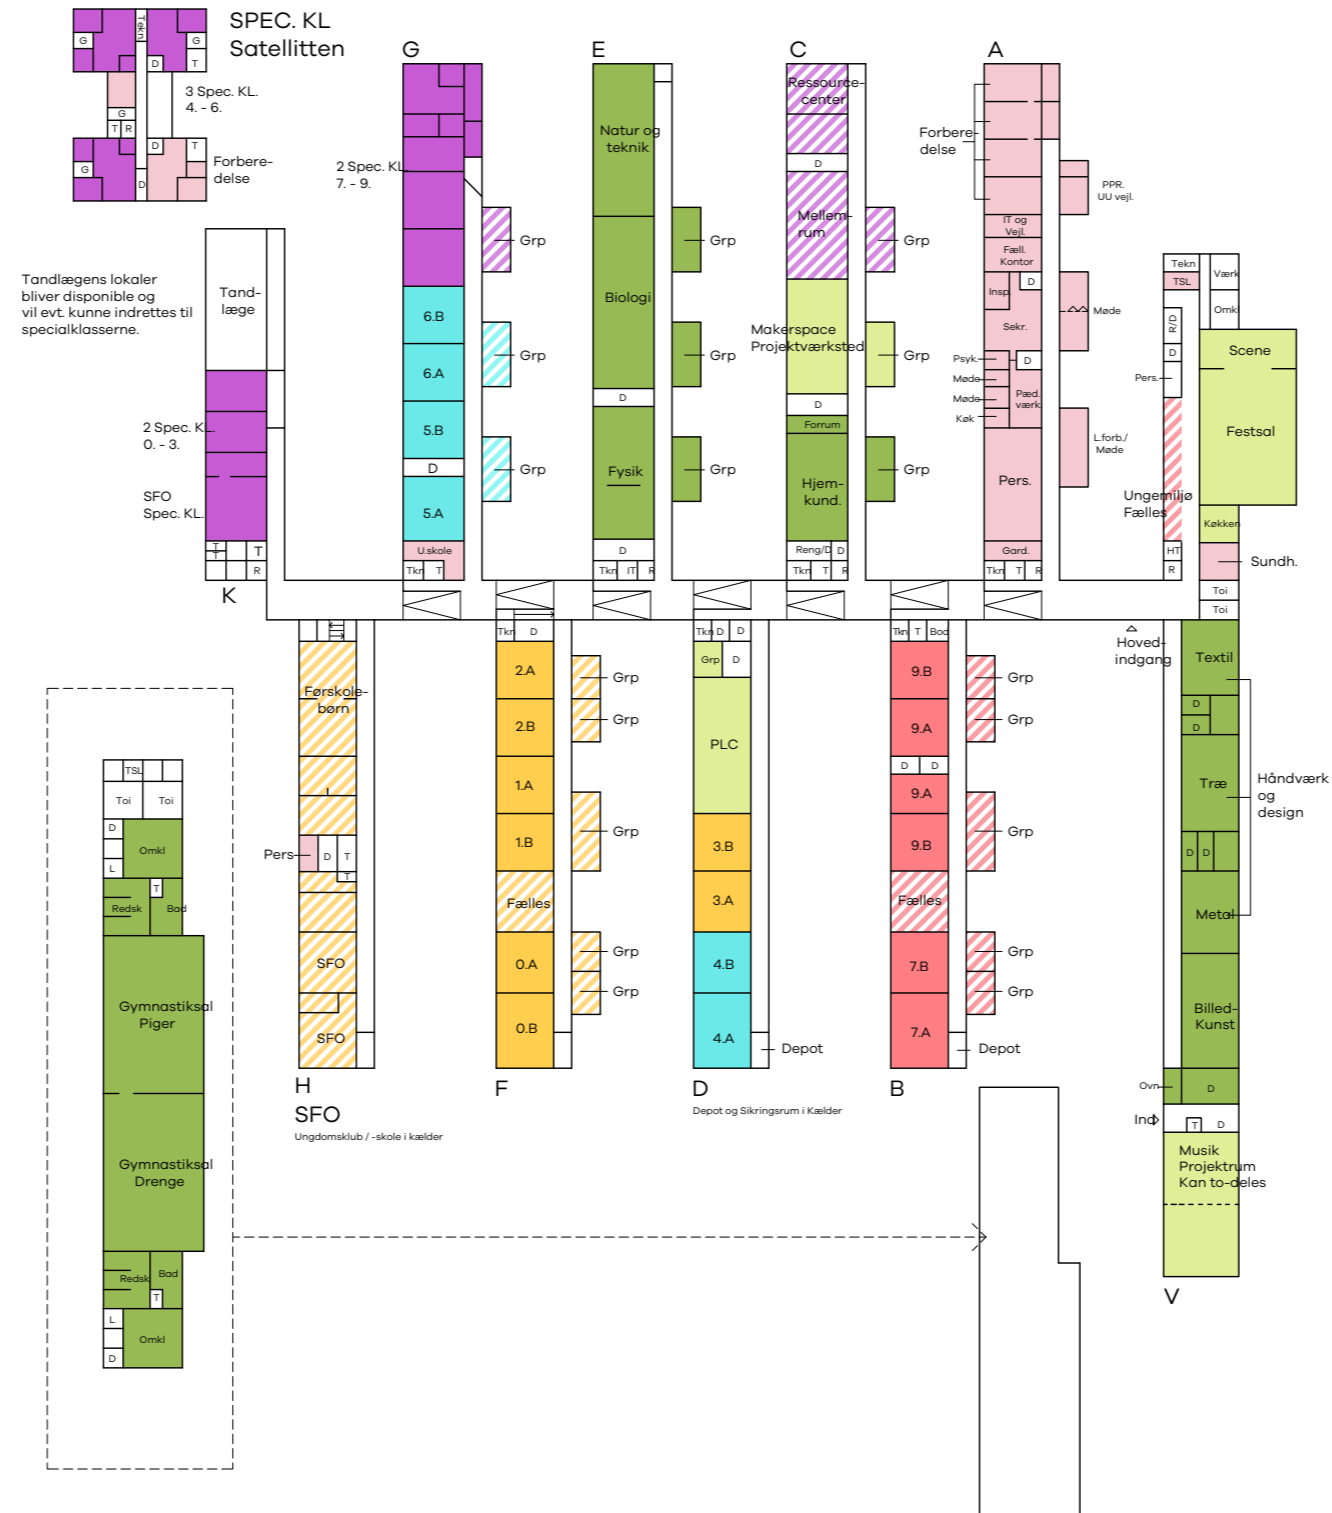 SPEC. KL
Satellitten
Tekn
G
G
D
T
3 Spec. KL.
4. - 6.
G
T
R
D
T
G
D
Forbere-
delse
Tandlægens lokaler
bliver disponible og
vil evt. kunne indrettes til
specialklasserne.
Tand-
læge
2 Spec. KL.
0. - 3.
SFO
Spec. KL.
T
T
T
R
K
G
2 Spec. KL.
7. - 9.
Grp
6.B
6.A
Grp
5.B
D
Grp
5.A
U.skole
Tkn
T
E
Natur og
teknik
Grp
Biologi
Grp
D
Fysik
Grp
D
Tkn
IT
R
C
Ressource-
center
D
Mellem-
rum
Grp
Makerspace
Projektværksted
Grp
D
Forrum
Hjem-
kund.
Grp
Reng/D
D
Tkn
T
R
A
Forbere-
delse
PPR.
UU vejl.
IT og
Vejl.
Fæll.
Kontor
Insp.
D
Sekr.
Møde
Psyk.
D
Møde
Møde
Pæd.
værk
Køk
L.forb./
Møde
Pers.
Gard.
Tkn
T
R
Tekn
TSL
Værk
Omkl
R/D
D
Pers.
Scene
Festsal
Ungemiljø
Fælles
Køkken
HT
R
Sundh.
Toi
Toi
Hoved-
indgang
Førskole-
børn
Pers
D
T
T
SFO
SFO
H
SFO
Ungdomsklub / -skole i kælder
Tkn
D
2.A
Grp
2.B
Grp
1.A
1.B
Grp
Fælles
0.A
Grp
Grp
0.B
F
Tkn
D
D
Grp
D
PLC
3.B
3.A
4.B
4.A
Depot
D
Depot og Sikringsrum i Kælder
Tkn
T
Bod
9.B
Grp
9.A
Grp
D
D
9.A
9.B
Grp
Fælles
7.B
Grp
Grp
7.A
Depot
B
Textil
D
D
Træ
Håndværk
og
design
D
D
Metal
Billed-
Kunst
Ovn
D
Ind
T
D
Musik
Projektrum
Kan to-deles
V
TSL
Toi
Toi
D
Omkl
L
T
Redsk
Bad
Gymnastiksal
Piger
Gymnastiksal
Drenge
Redsk
Bad
T
L
Omkl
D